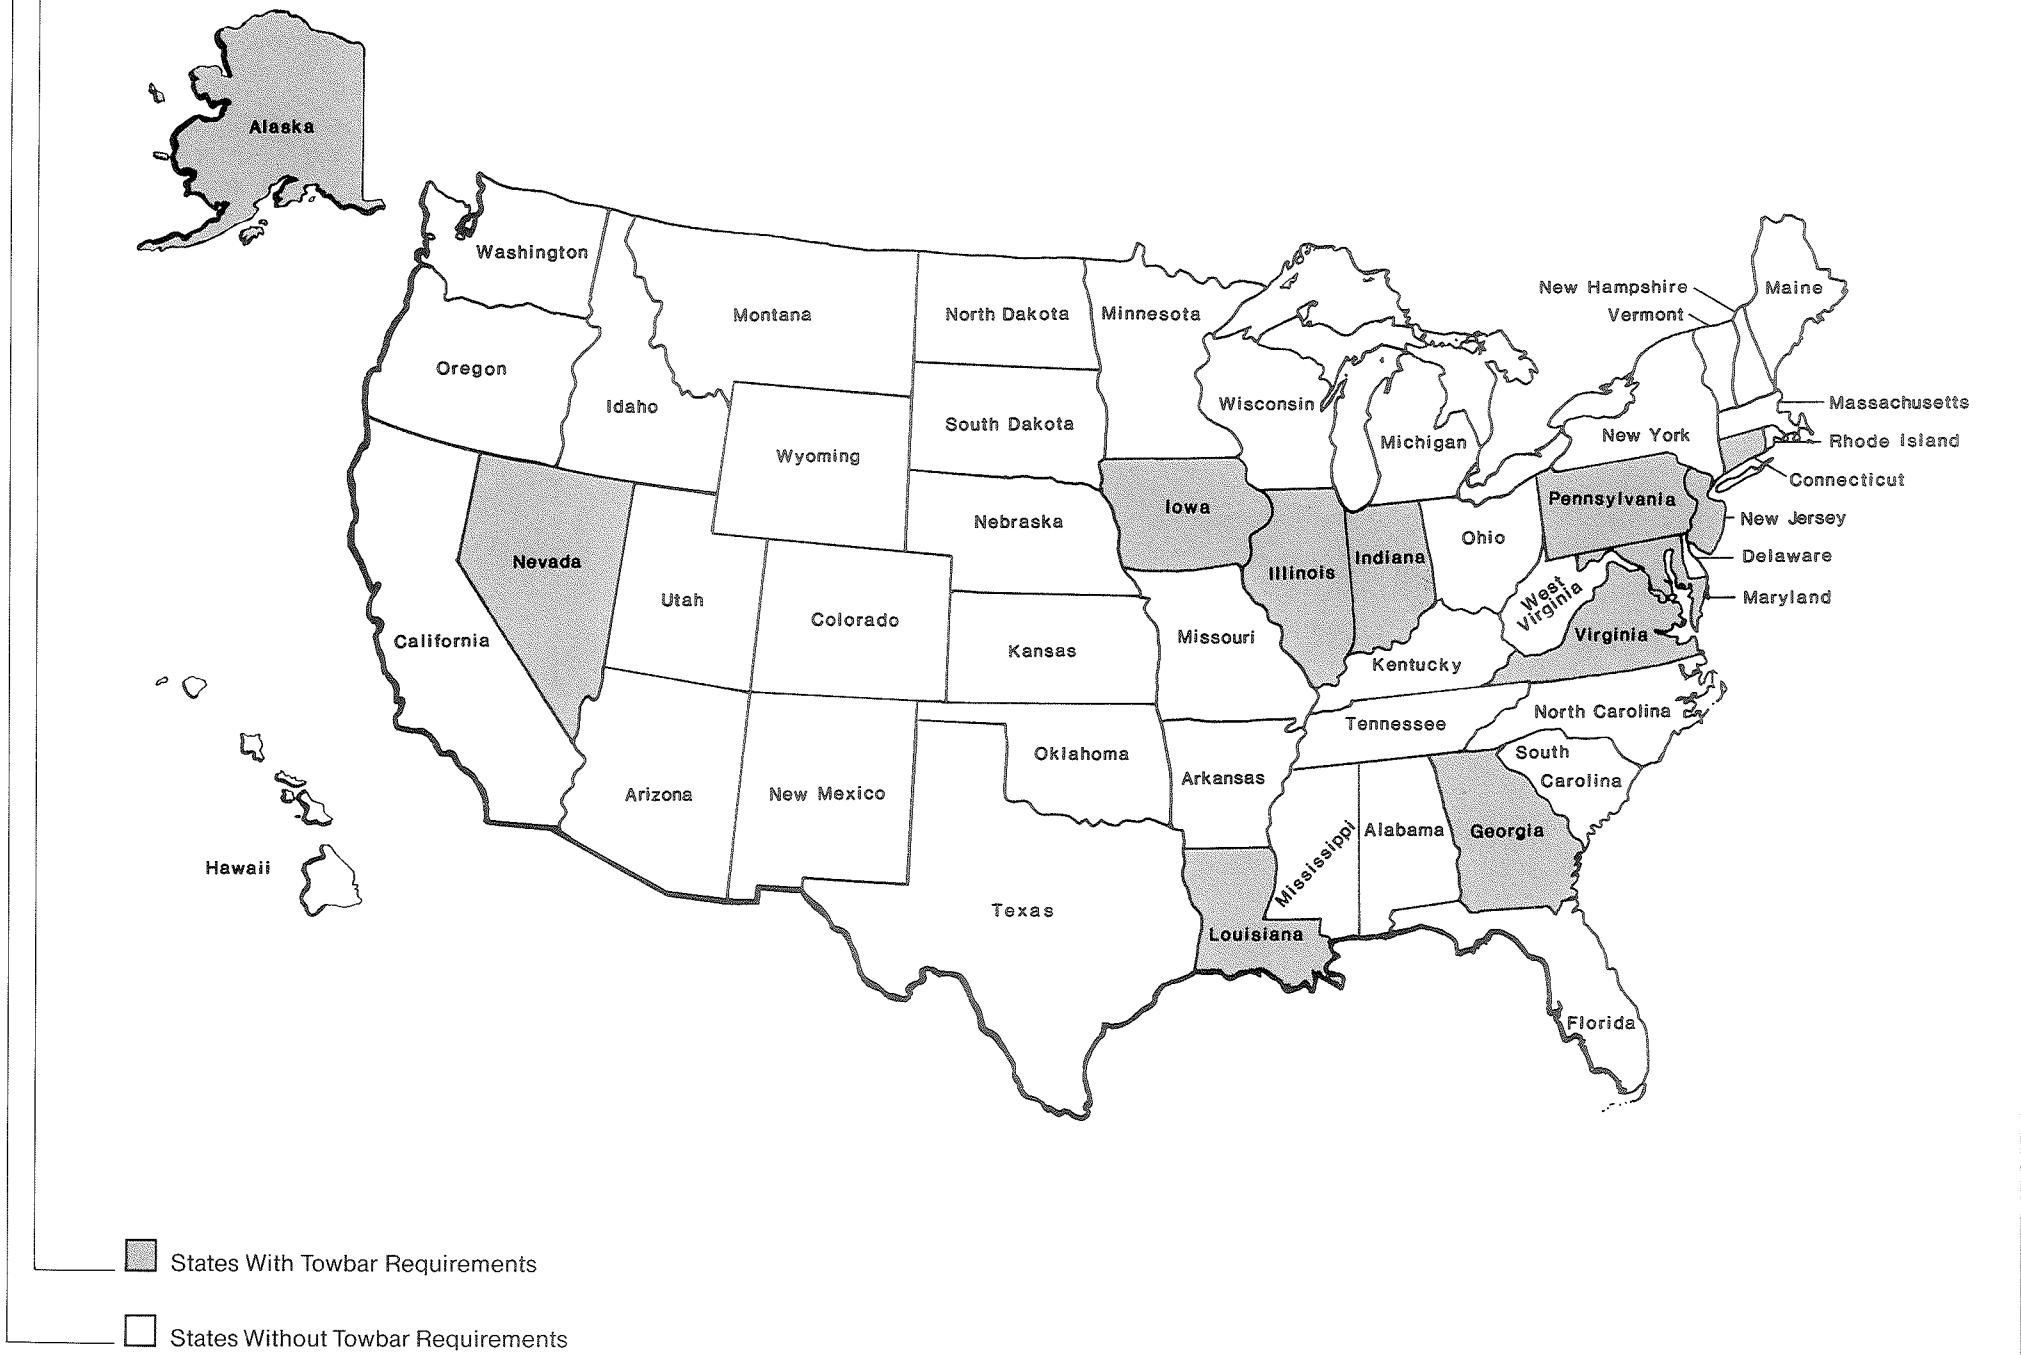 Alaska
Washington
Montana
North Dakota
Minnesota
New Hampshire
Vermont
Maine
Oregon
Idaho
Wyoming
South Dakota
Wisconsin
Michigan
New York
Massachusetts
Rhode Island
Connecticut
Nevada
Utah
Colorado
Nebraska
Iowa
Illinois
Indiana
Ohio
Pennsylvania
New Jersey
Delaware
Maryland
West
Virginia
Virginia
California
Kansas
Missouri
Kentucky
Tennessee
North Carolina
South
Carolina
Arizona
New Mexico
Oklahoma
Arkansas
Mississippi
Alabama
Georgia
Hawaii
Texas
Louisiana
Florida
States With Towbar Requirements
States Without Towbar Requirements